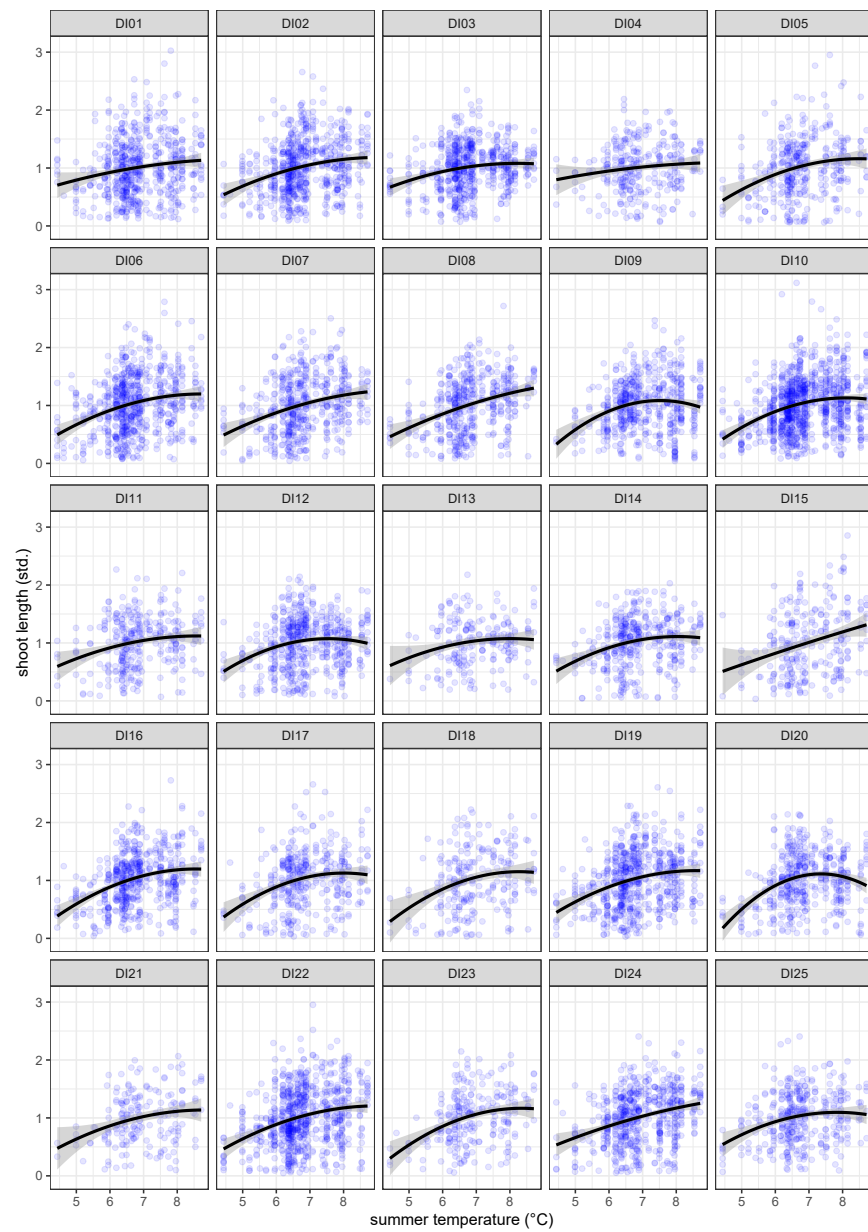 DI01 DI02 DI03 DI04 DI05
3
2
1
0
DI06 DI07 DI08 DI09 DI10
3
2
1
0
DI11 DI12 DI13 DI14 DI15
3
2
1
0
shoot length (std.)
DI16 DI17 DI18 DI19 DI20
3
2
1
0
DI21 DI22 DI23 DI24 DI25
3
2
1
0
5 6 7 8 5 6 7 8 5 6 7 8 5 6 7 8 5 6 7 8
summer temperature (°C)